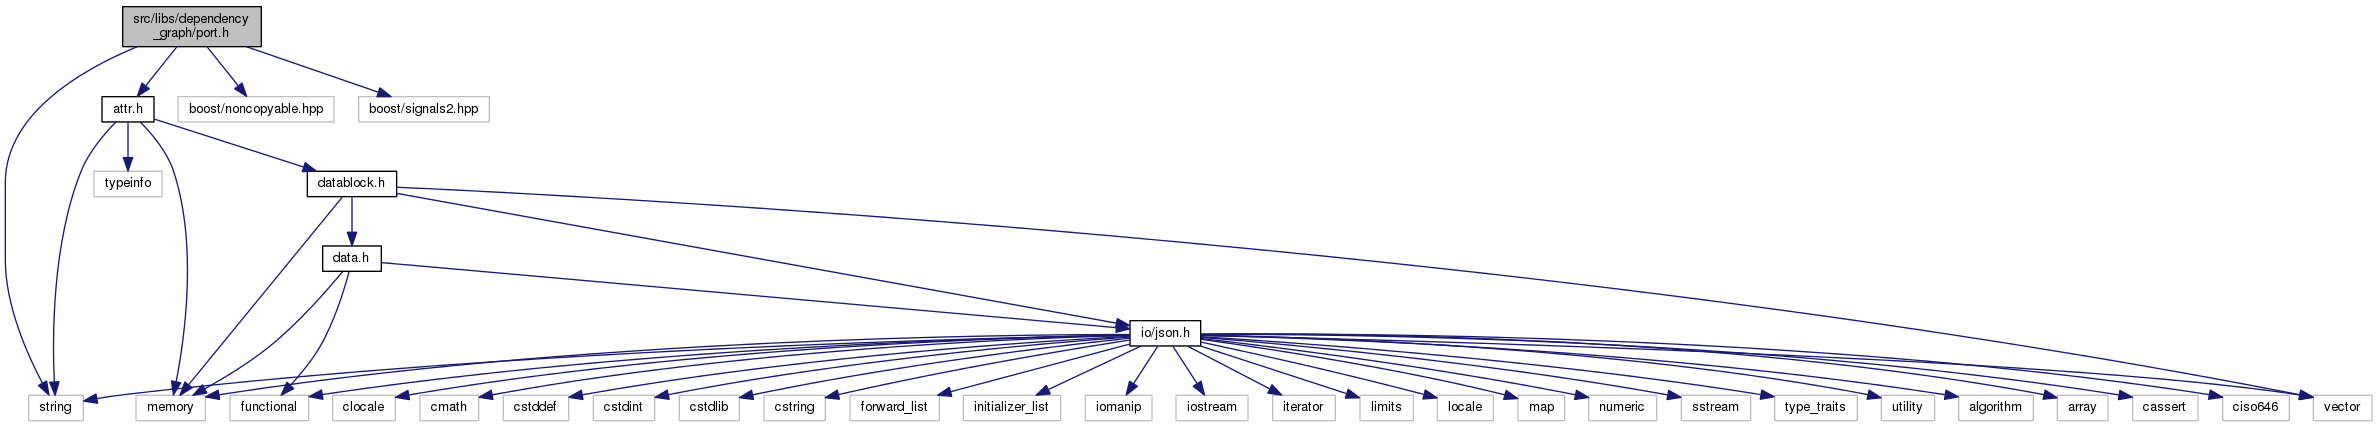 src/libs/dependency
_graph/port.h
attr.h
boost/noncopyable.hpp
boost/signals2.hpp
typeinfo
datablock.h
data.h
io/json.h
string
memory
functional
clocale
cmath
cstddef
cstdint
cstdlib
cstring
forward_list
initializer_list
iomanip
iostream
iterator
limits
locale
map
numeric
sstream
type_traits
utility
algorithm
array
cassert
ciso646
vector